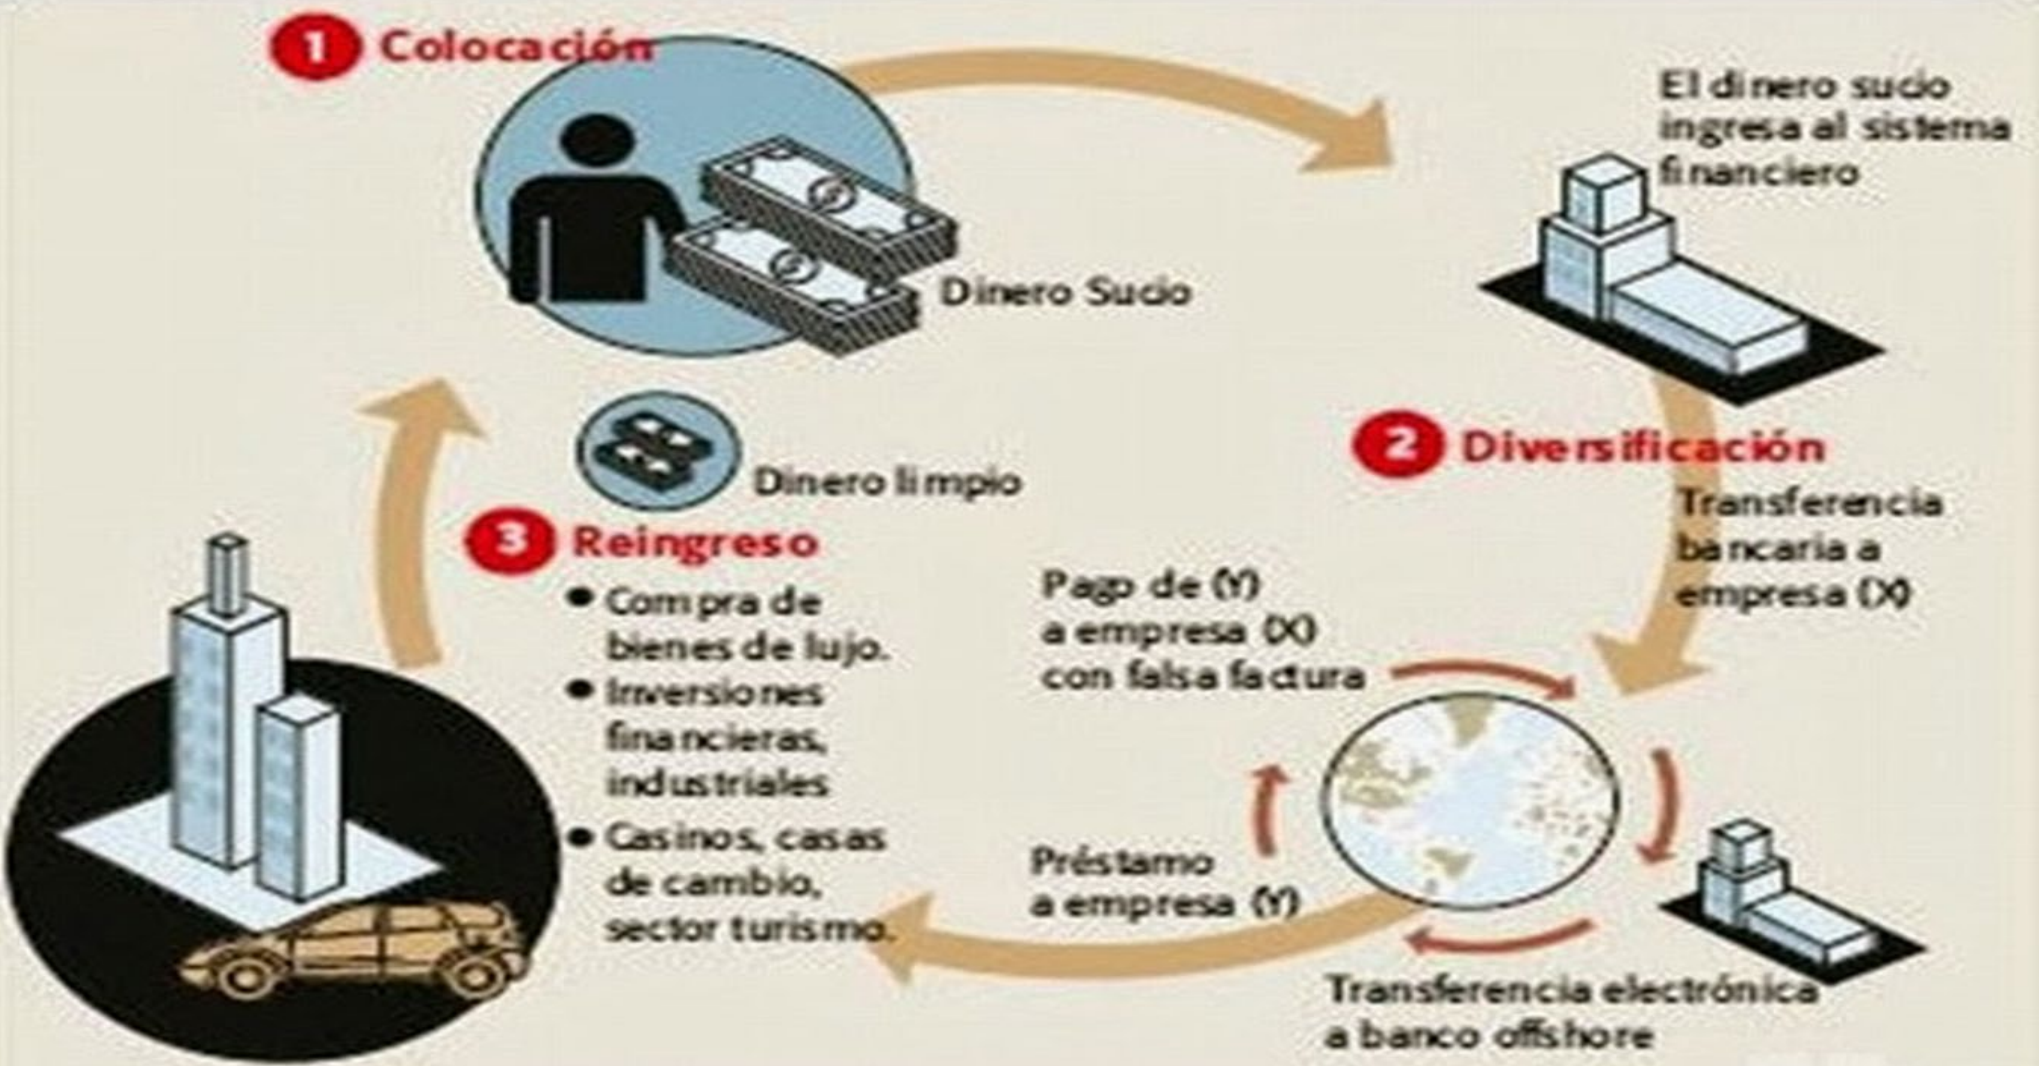 1 Colocación
El dinero sucio
ingresa al sistema
financiero
Dinero Sucio
2 Diversificación
Transferencia
bancaria a
empresa (X)
Pago de (Y)
a empresa (X)
con falsa factura
Préstamo
a empresa (Y)
Transferencia electrónica
a banco offshore
Dinero limpio
3 Reingreso
• Compra de
bienes de lujo.
• Inversiones
financieras,
industriales
• Casinos, casas
de cambio,
sector turismo.